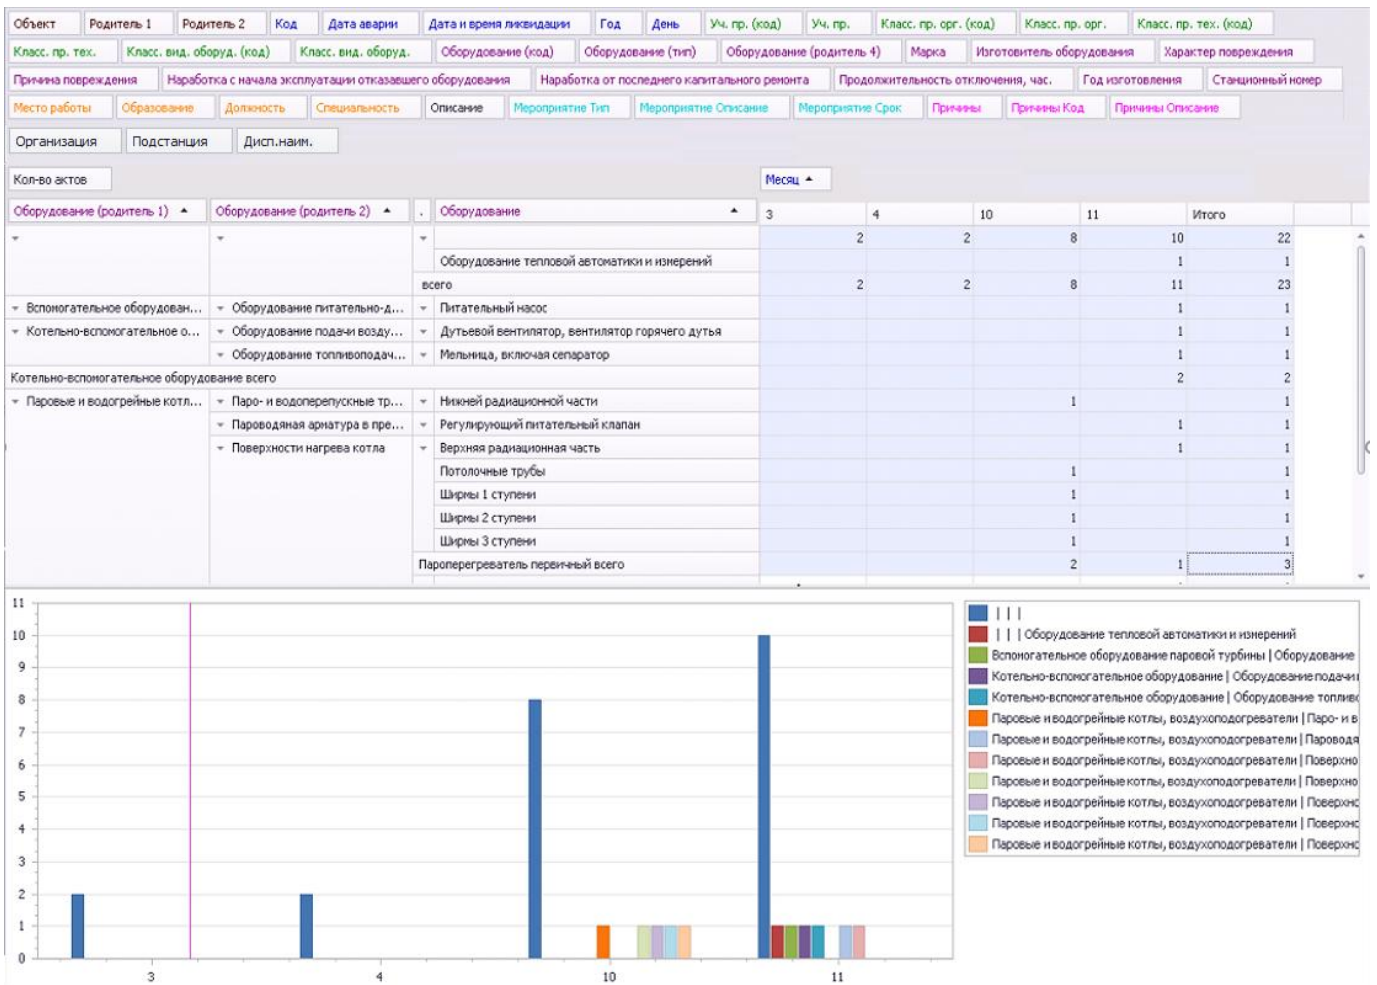 Объект Родитель 1 Родитель 2 Код Дата аварии Дата и время ликвидации Год День Уч. пр. (код) Уч. пр. Класс. пр. орг. (код) Класс. пр. орг. Класс. пр. тех. (код)
Класс. пр. тех. Класс. вид. оборуд. (код) Класс. вид. оборуд. Оборудование (код) Оборудование (тип) Оборудование (родитель 4) Марка Изготовитель оборудования Характер повреждения
Причина повреждения Наработка с начала эксплуатации отказавшего оборудования Наработка от последнего капитального ремонта Продолжительность отключения, час. Год изготовления Станционный номер
Место работы Образование Должность Специальность Описание Мероприятие Тип Мероприятие Описание Мероприятие Срок Причины Причины Код Причины Описание
Организация Подстанция Дисп.наим.
Кол-во актов Месяц
Оборудование (родитель 1) Оборудование (родитель 2) . Оборудование 3 4 10 11 Итого
2 2 8 10 22
Оборудование тепловой автоматики и измерений 1 1
всего 2 2 8 11 23
Вспомогательное оборудован... Оборудование питательно-д... Питательный насос 1 1
Котельно-вспомогательное о... Оборудование подачи возду... Дутьевой вентилятор, вентилятор горячего дутья 1 1
Оборудование топливоподач... Мельница, включая сепаратор 1 1
Котельно-вспомогательное оборудование всего 2 2
Паровые и водогрейные котл... Паро- и водоперепускные тр... Нижней радиационной части 1 1
Пароводяная арматура в пре... Регулирующий питательный клапан 1 1
Поверхности нагрева котла Верхняя радиационная часть 1 1
Потолочные трубы 1 1
Ширмы 1 ступени 1 1
Ширмы 2 ступени 1 1
Ширмы 3 ступени 1 1
Пароперегреватель первичный всего 2 1 3
11
10
9
8
7
6
5
4
3
2
1
0
3 4 10 11
| | |
| | | Оборудование тепловой автоматики и измерений
Вспомогательное оборудование паровой турбины | Оборудование
Котельно-вспомогательное оборудование | Оборудование подачи
Котельно-вспомогательное оборудование | Оборудование топливо
Паровые и водогрейные котлы, воздухоподогреватели | Паро- и в
Паровые и водогрейные котлы, воздухоподогреватели | Пароводя
Паровые и водогрейные котлы, воздухоподогреватели | Поверхно
Паровые и водогрейные котлы, воздухоподогреватели | Поверхно
Паровые и водогрейные котлы, воздухоподогреватели | Поверхно
Паровые и водогрейные котлы, воздухоподогреватели | Поверхно
Паровые и водогрейные котлы, воздухоподогреватели | Поверхно